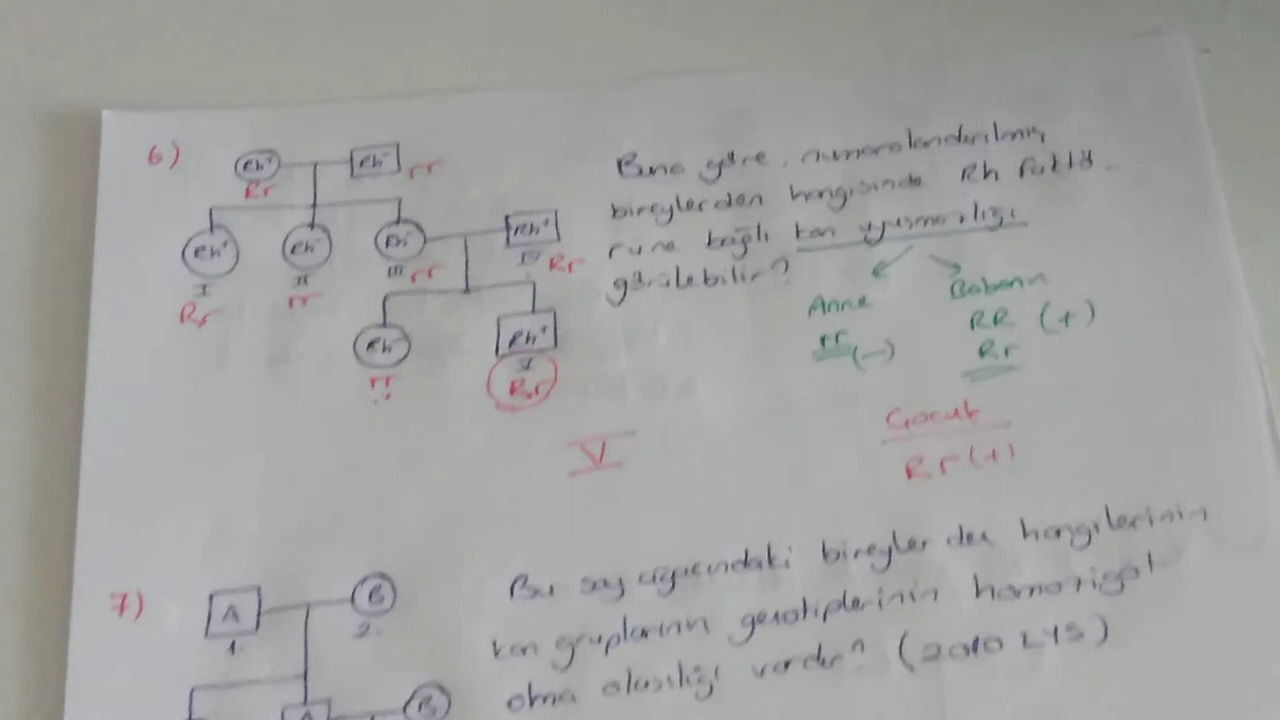 6)
Rh⁺
Rh⁻
Rr
rr
Rh⁺
Rh⁻
Rh⁻
Rh⁺
I
II
III
IV
Rr
rr
rr
Rr
Rh⁻
Rh⁺
V
rr
Rr
Buna göre, numaralandırılmış
bireylerden hangisinde Rh faktö-
rüne bağlı kan uyuşmazlığı
görülebilir?
Anne
rr (-)
Babanın
RR (+)
Rr
V
Çocuk
Rr (+)
7)
A
1.
B
2.
A
B
Bu soy ağacındaki bireylerden hangilerinin
kan gruplarının genotiplerinin homozigot
olma olasılığı vardır? (2010 LYS)